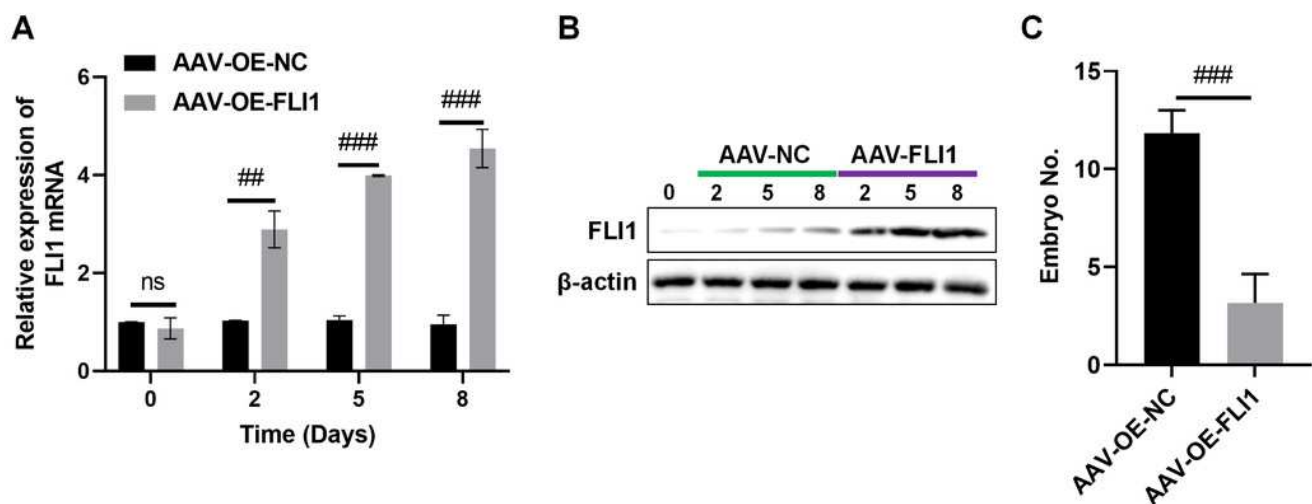 A
AAV-OE-NC
AAV-OE-FLI1
Relative expression of
FLI1 mRNA
6
4
2
0
ns
##
###
###
0 2 5 8
Time (Days)
B
AAV-NC AAV-FLI1
0 2 5 8 2 5 8
FLI1
β-actin
C
###
Embryo No.
15
10
5
0
AAV-OE-NC
AAV-OE-FLI1